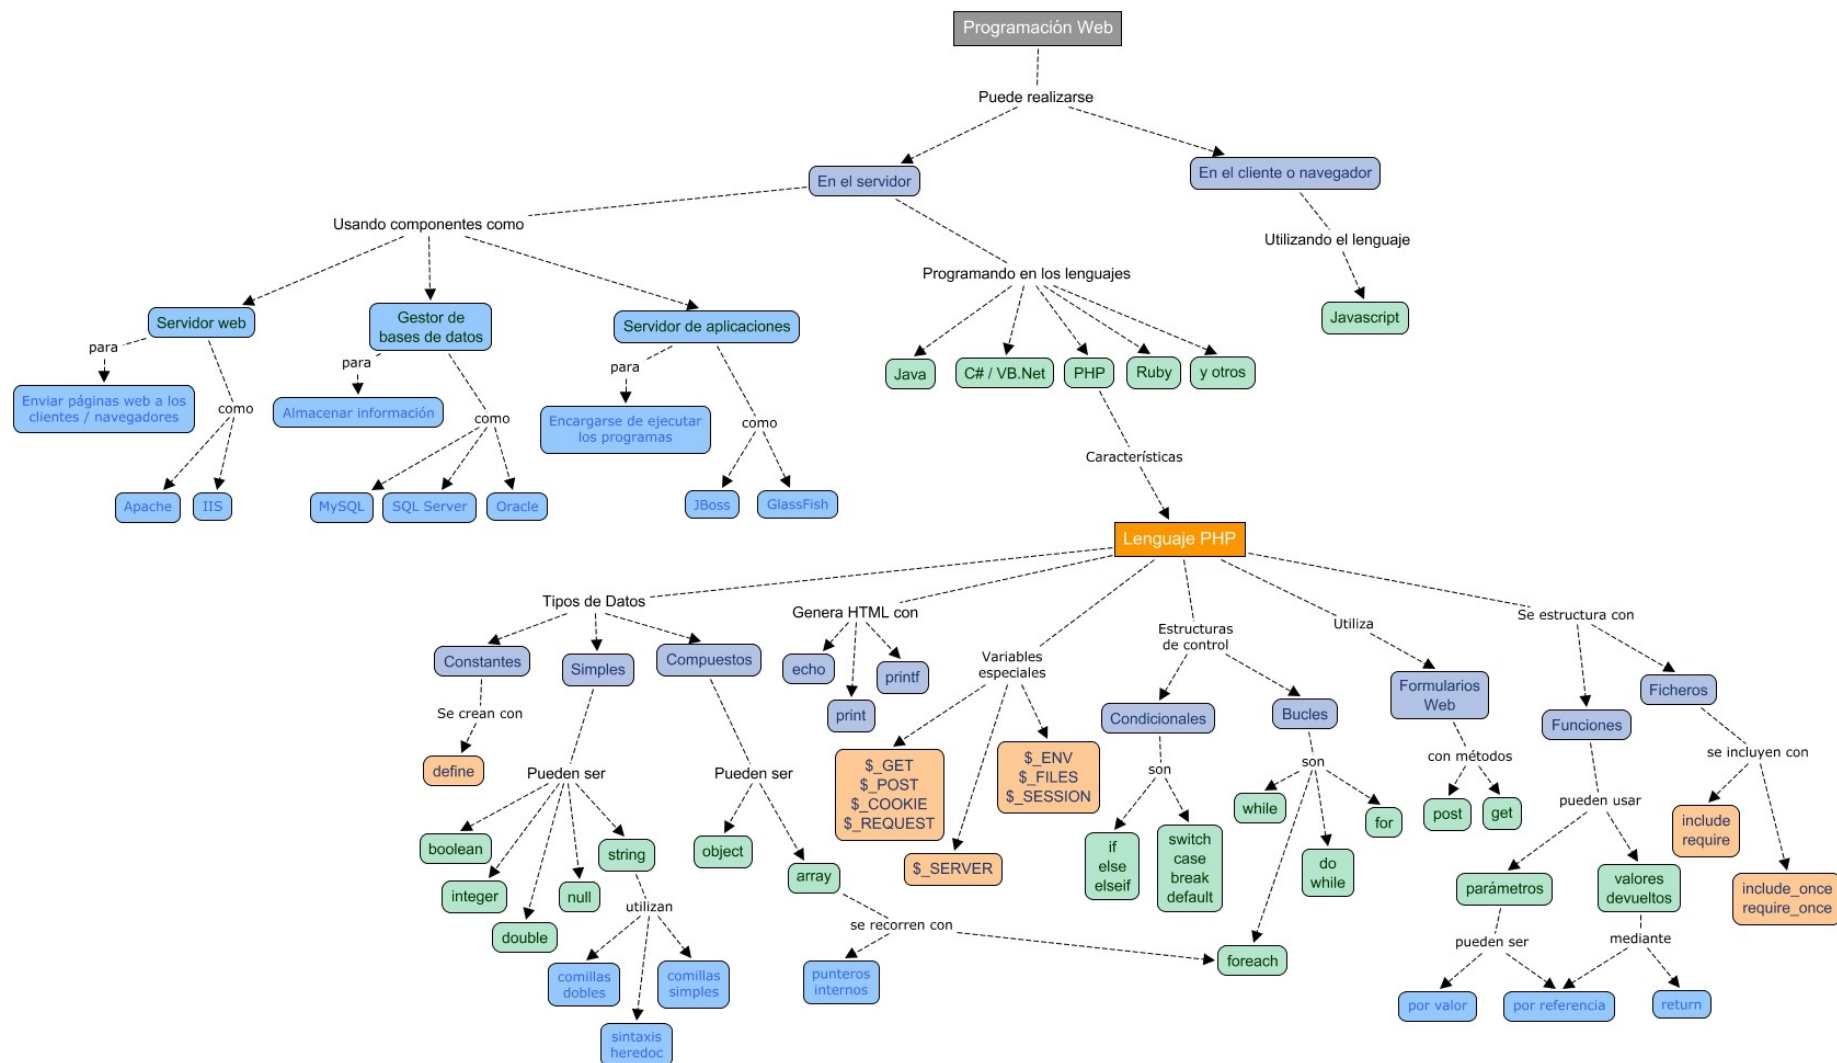 Programación Web
Puede realizarse
En el servidor
En el cliente o navegador
Usando componentes como
Utilizando el lenguaje
Programando en los lenguajes
Javascript
Servidor web
Gestor de
bases de datos
Servidor de aplicaciones
para
para
para
Java
C# / VB.Net
PHP
Ruby
y otros
Enviar páginas web a los
clientes / navegadores
como
Almacenar información
como
Encargarse de ejecutar
los programas
como
Características
Apache
IIS
MySQL
SQL Server
Oracle
JBoss
GlassFish
Lenguaje PHP
Tipos de Datos
Genera HTML con
Variables
especiales
Estructuras
de control
Utiliza
Se estructura con
Constantes
Simples
Compuestos
echo
print
printf
Condicionales
Bucles
Formularios
Web
Funciones
Ficheros
Se crean con
define
Pueden ser
Pueden ser
$_GET
$_POST
$_COOKIE
$_REQUEST
$_ENV
$_FILES
$_SESSION
$_SERVER
son
son
con métodos
se incluyen con
pueden usar
boolean
integer
double
null
string
object
array
if
else
elseif
switch
case
break
default
while
do
while
for
post
get
include
require
include_once
require_once
parámetros
valores
devueltos
utilizan
se recorren con
foreach
pueden ser
mediante
comillas
dobles
sintaxis
heredoc
comillas
simples
punteros
internos
por valor
por referencia
return